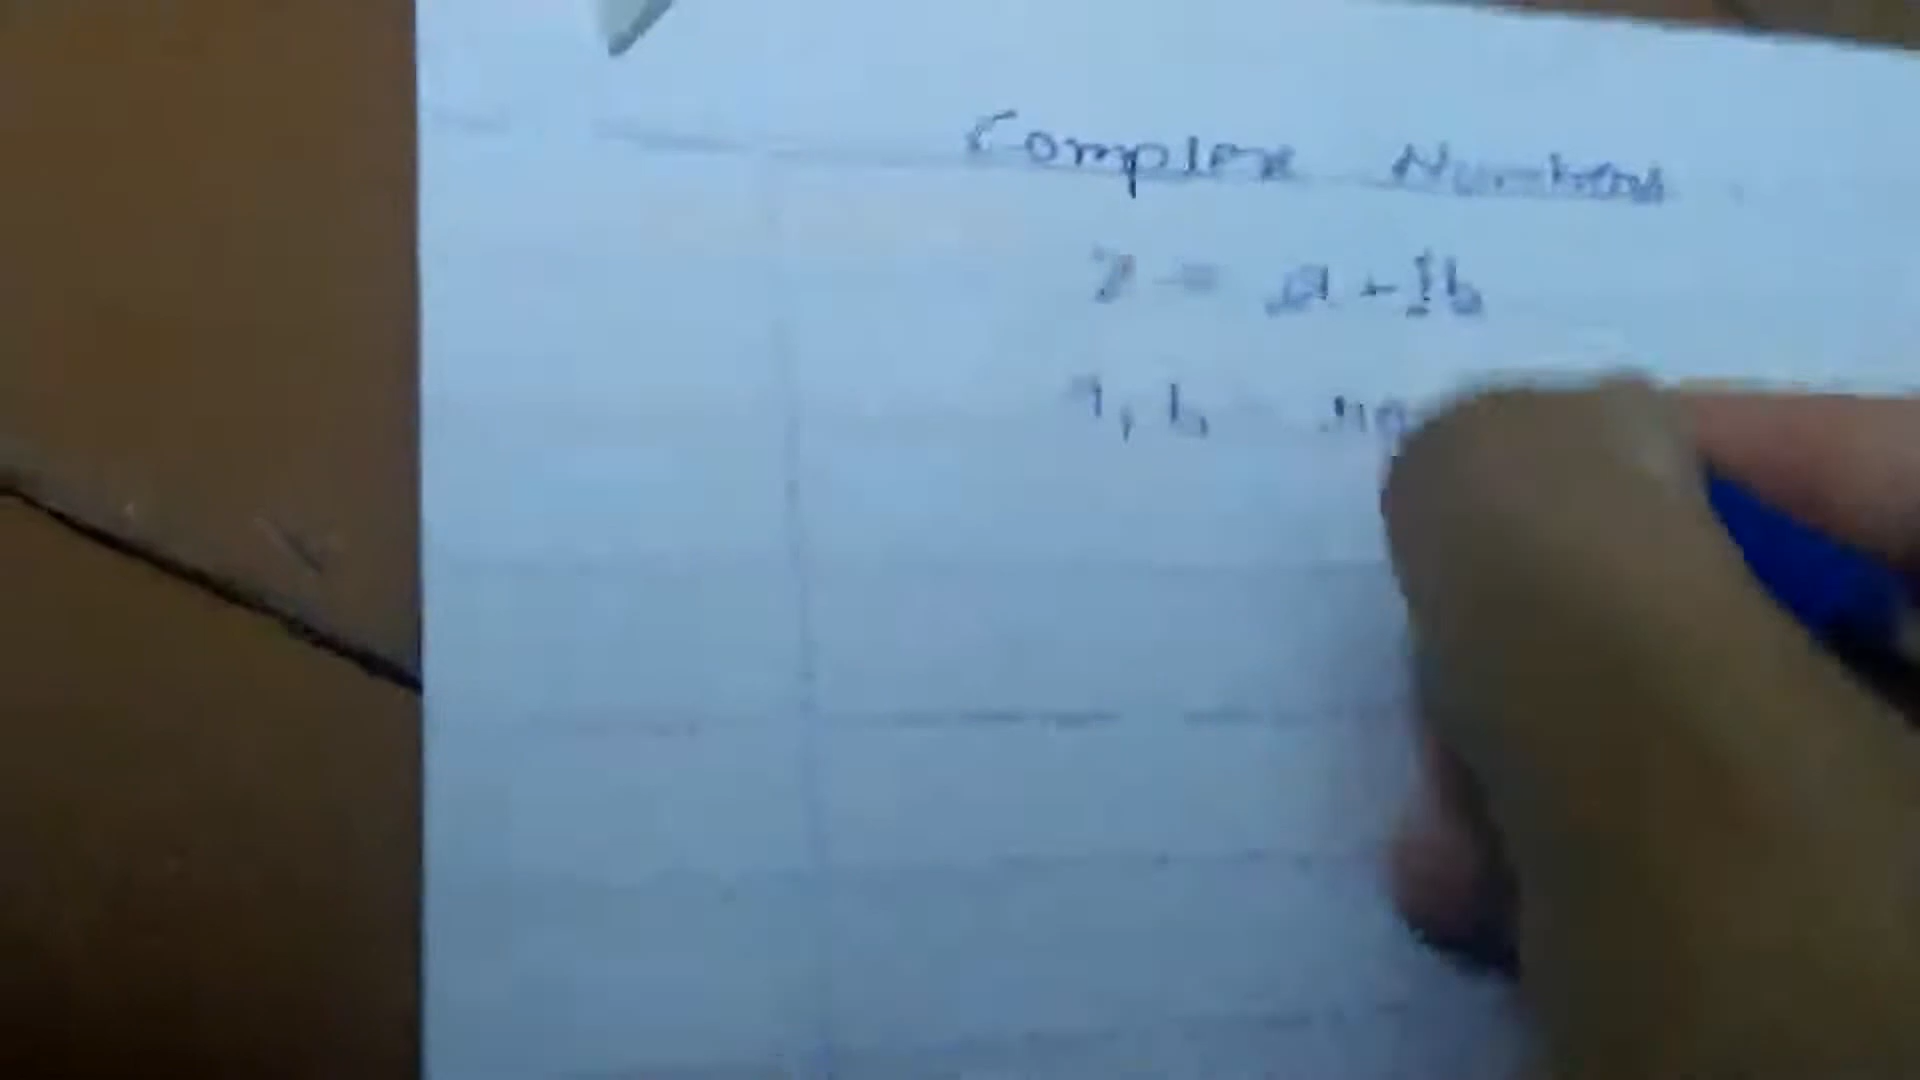 Complex Numbers
z = a + ib
a, b